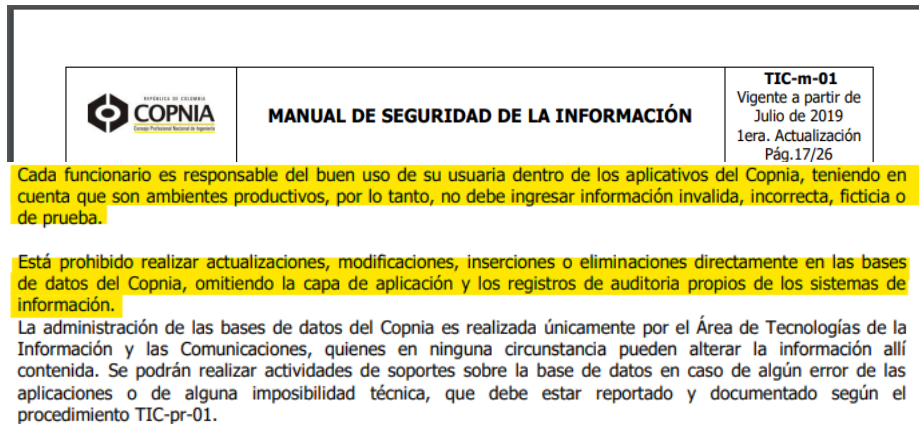 REPÚBLICA DE COLOMBIA
COPNIA
Consejo Profesional Nacional de Ingeniería
MANUAL DE SEGURIDAD DE LA INFORMACIÓN
TIC-m-01
Vigente a partir de
Julio de 2019
1era. Actualización
Pág.17/26
Cada funcionario es responsable del buen uso de su usuaria dentro de los aplicativos del Copnia, teniendo en
cuenta que son ambientes productivos, por lo tanto, no debe ingresar información invalida, incorrecta, ficticia o
de prueba.
Está prohibido realizar actualizaciones, modificaciones, inserciones o eliminaciones directamente en las bases
de datos del Copnia, omitiendo la capa de aplicación y los registros de auditoria propios de los sistemas de
información.
La administración de las bases de datos del Copnia es realizada únicamente por el Área de Tecnologías de la
Información y las Comunicaciones, quienes en ninguna circunstancia pueden alterar la información allí
contenida. Se podrán realizar actividades de soportes sobre la base de datos en caso de algún error de las
aplicaciones o de alguna imposibilidad técnica, que debe estar reportado y documentado según el
procedimiento TIC-pr-01.